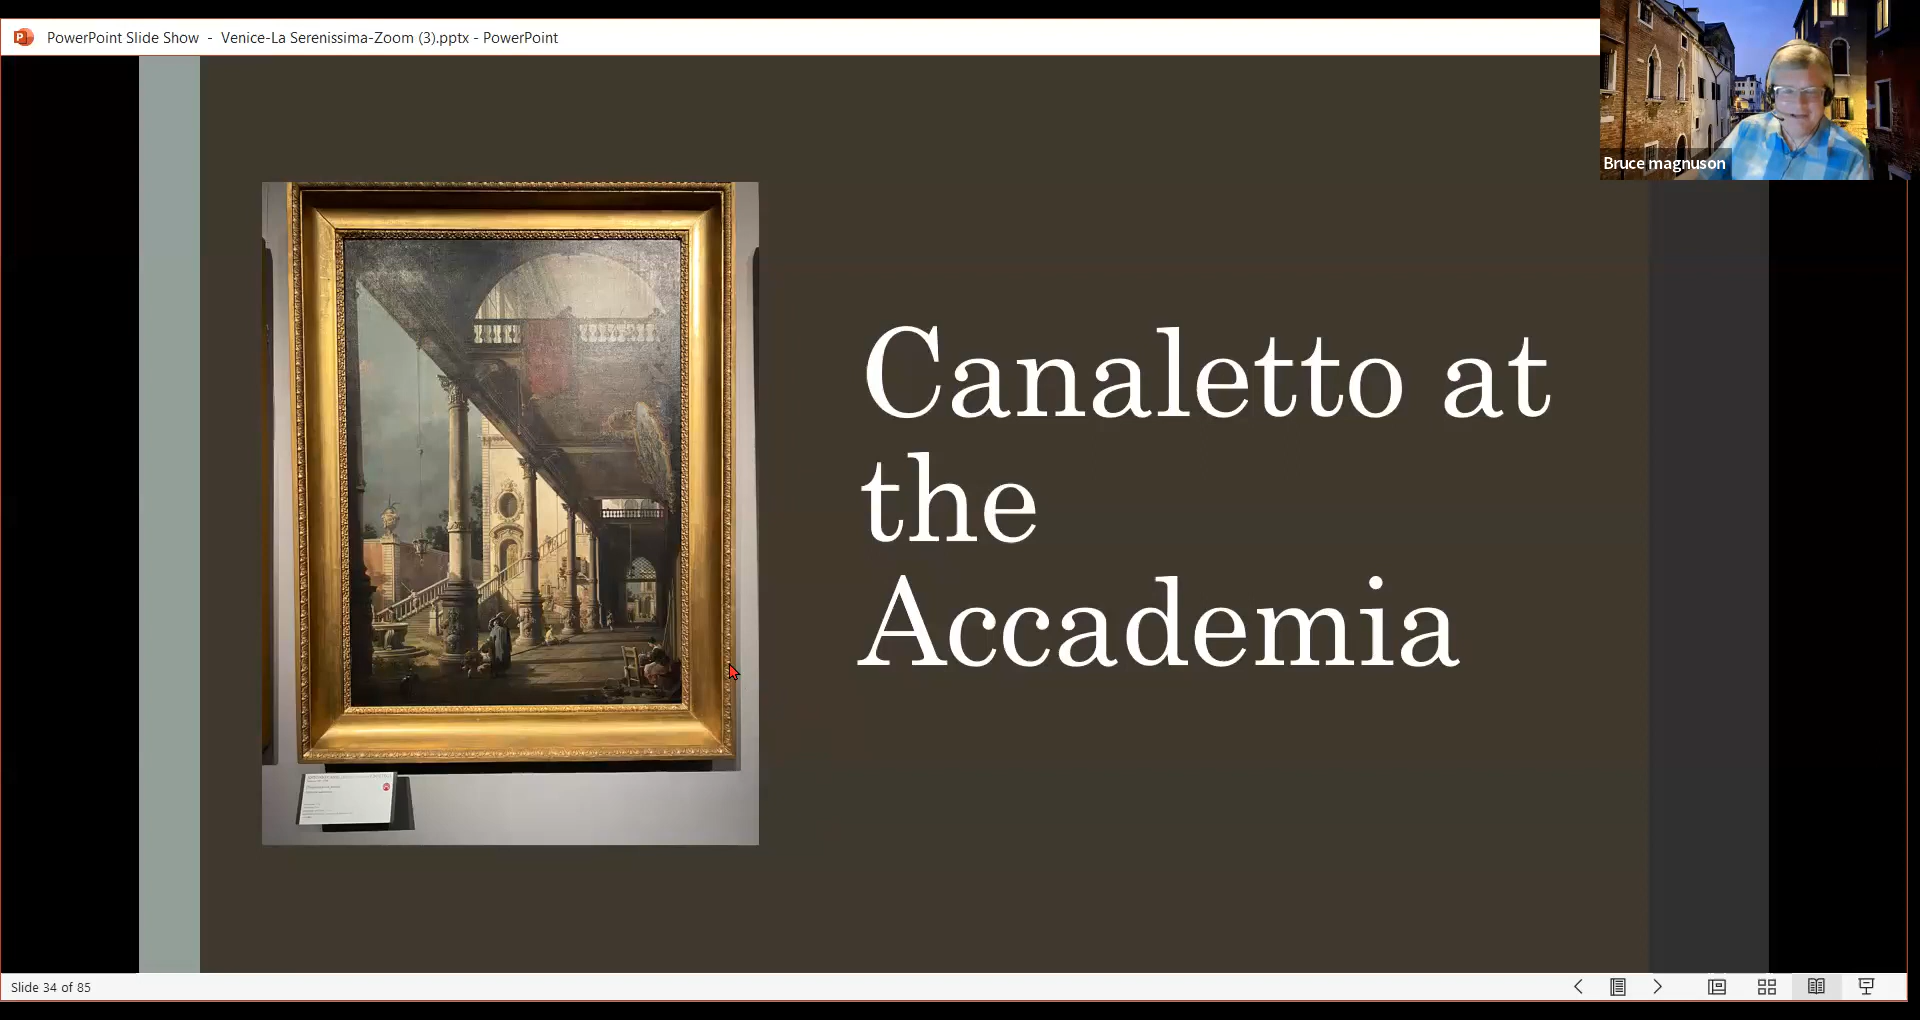 PowerPoint Slide Show - Venice-La Serenissima-Zoom (3).pptx - PowerPoint
Bruce magnuson
Canaletto at
the
Accademia
Slide 34 of 85